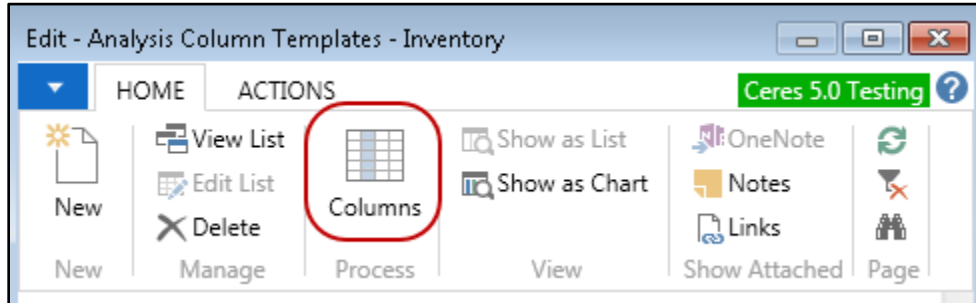 Edit - Analysis Column Templates - Inventory
HOME ACTIONS Ceres 5.0 Testing ?
View List Show as List OneNote
Edit List Show as Chart Notes
New Columns
Delete Links
New Manage Process View Show Attached Page